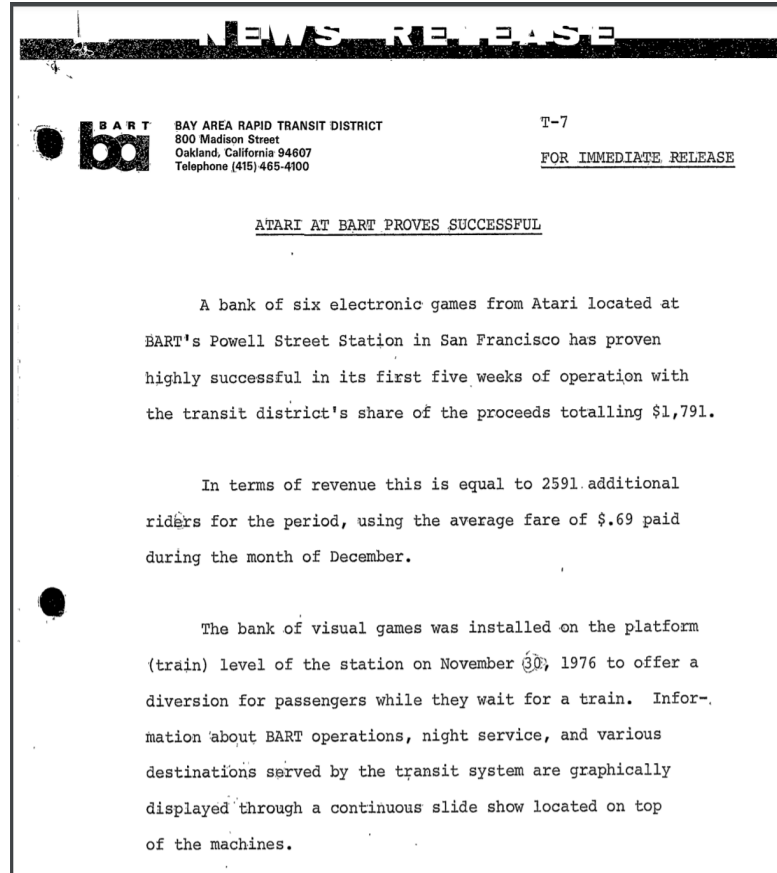 NEWS RELEASE
BART
ba
BAY AREA RAPID TRANSIT DISTRICT
800 Madison Street
Oakland, California 94607
Telephone (415) 465-4100
T-7
FOR IMMEDIATE RELEASE
ATARI AT BART PROVES SUCCESSFUL
A bank of six electronic games from Atari located at
BART's Powell Street Station in San Francisco has proven
highly successful in its first five weeks of operation with
the transit district's share of the proceeds totalling $1,791.
In terms of revenue this is equal to 2591 additional
riders for the period, using the average fare of $.69 paid
during the month of December.
The bank of visual games was installed on the platform
(train) level of the station on November 30, 1976 to offer a
diversion for passengers while they wait for a train. Infor-
mation about BART operations, night service, and various
destinations served by the transit system are graphically
displayed through a continuous slide show located on top
of the machines.